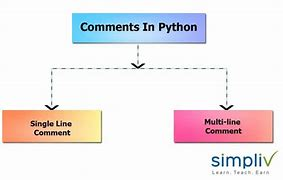 Comments In Python
Single Line
Comment
Multi-line
Comment
simpliv
Learn. Teach. Earn